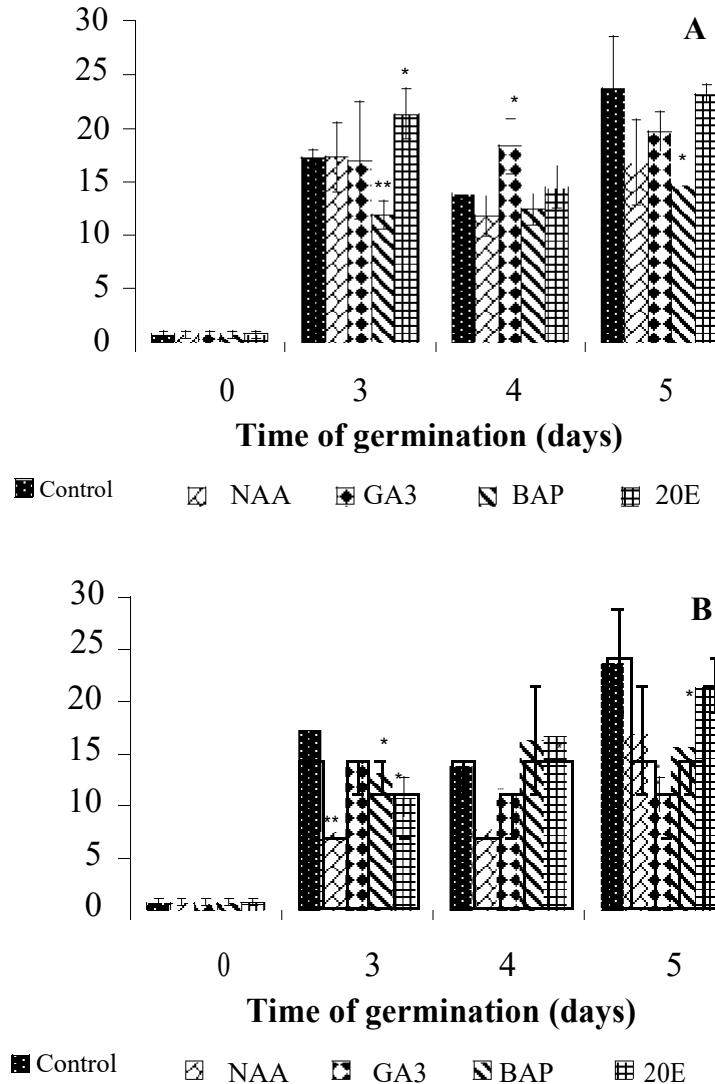 30
A
25
20
15
10
5
0
* ** * *
0 3 4 5
Time of germination (days)
Control NAA GA3 BAP 20E
30
B
25
20
15
10
5
0
** * * *
0 3 4 5
Time of germination (days)
Control NAA GA3 BAP 20E